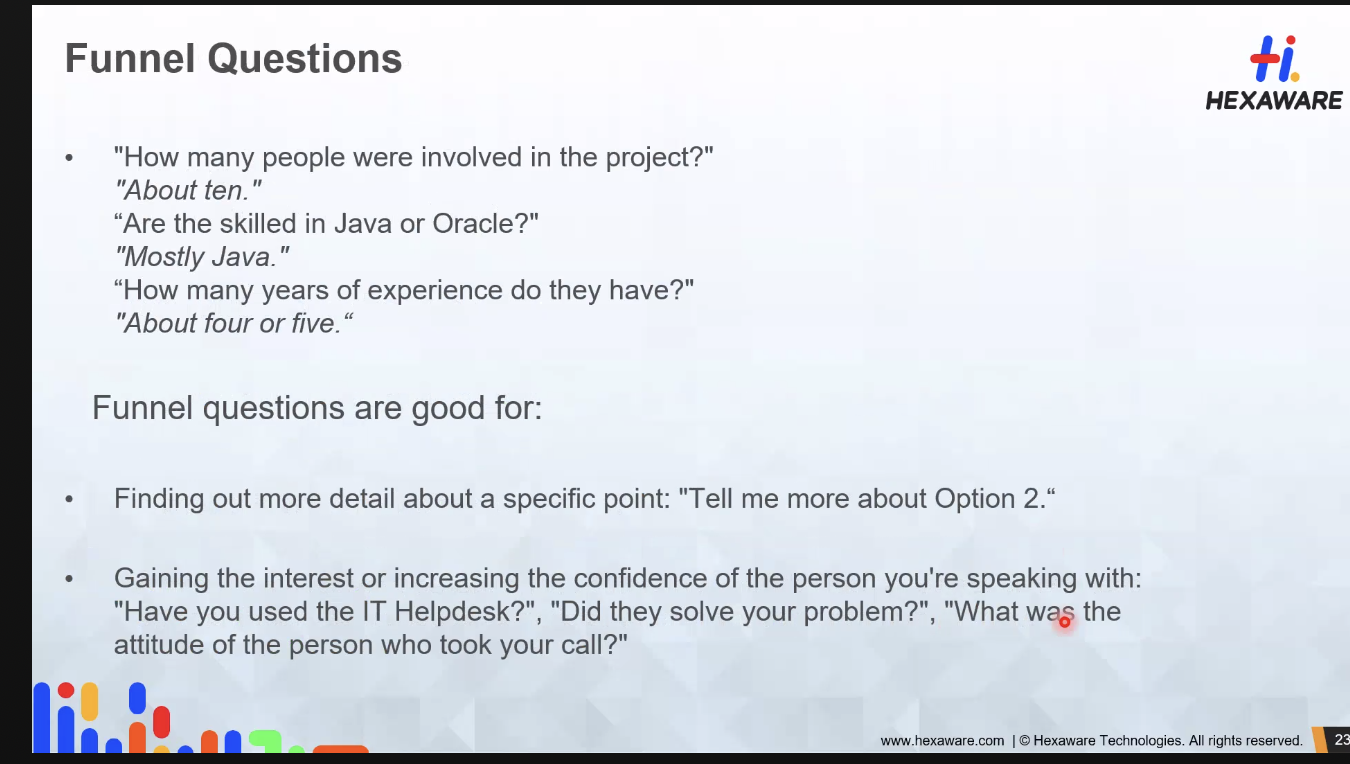 Funnel Questions
HEXAWARE
• "How many people were involved in the project?"
"About ten."
“Are the skilled in Java or Oracle?"
"Mostly Java."
“How many years of experience do they have?"
"About four or five.“
Funnel questions are good for:
• Finding out more detail about a specific point: "Tell me more about Option 2.“
• Gaining the interest or increasing the confidence of the person you're speaking with:
"Have you used the IT Helpdesk?", "Did they solve your problem?", "What was the
attitude of the person who took your call?"
www.hexaware.com | © Hexaware Technologies. All rights reserved. 23